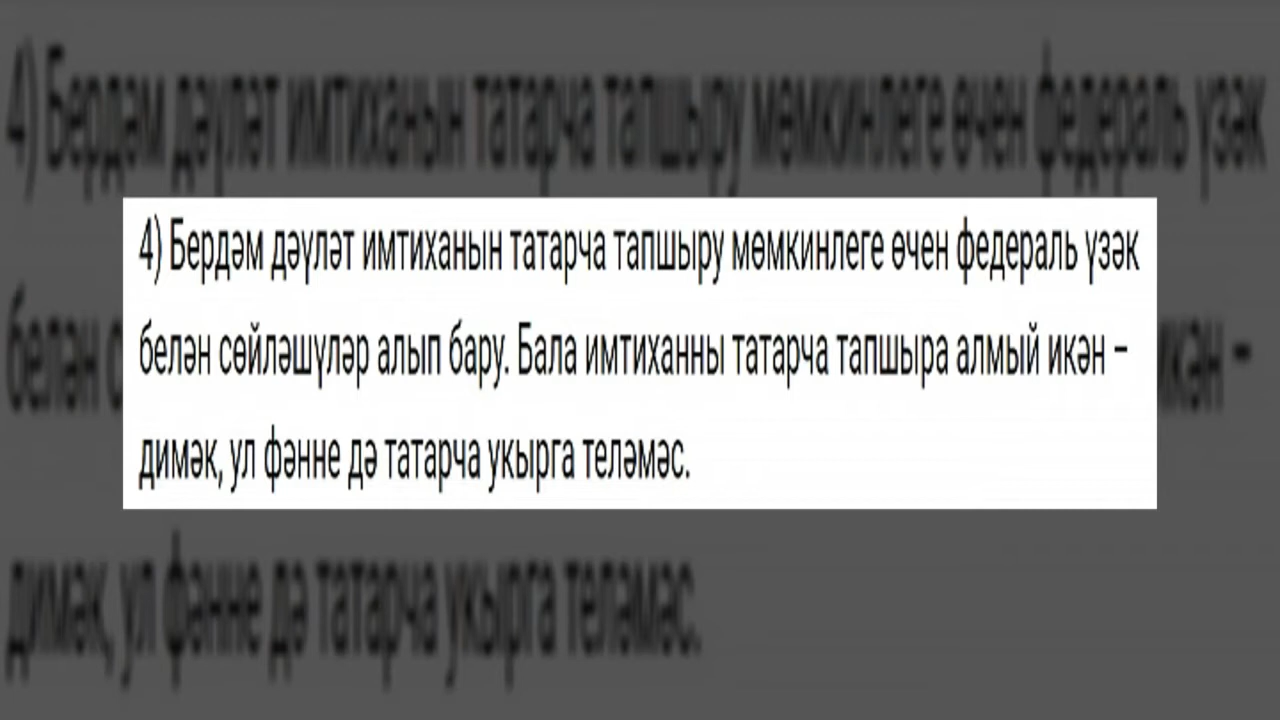 4) Бердәм дәүләт имтиханын татарча тапшыру мөмкинлеге өчен федераль үзәк
белән сөйләшүләр алып бару. Бала имтиханны татарча тапшыра алмый икән –
димәк, ул фәнне дә татарча укырга теләмәс.